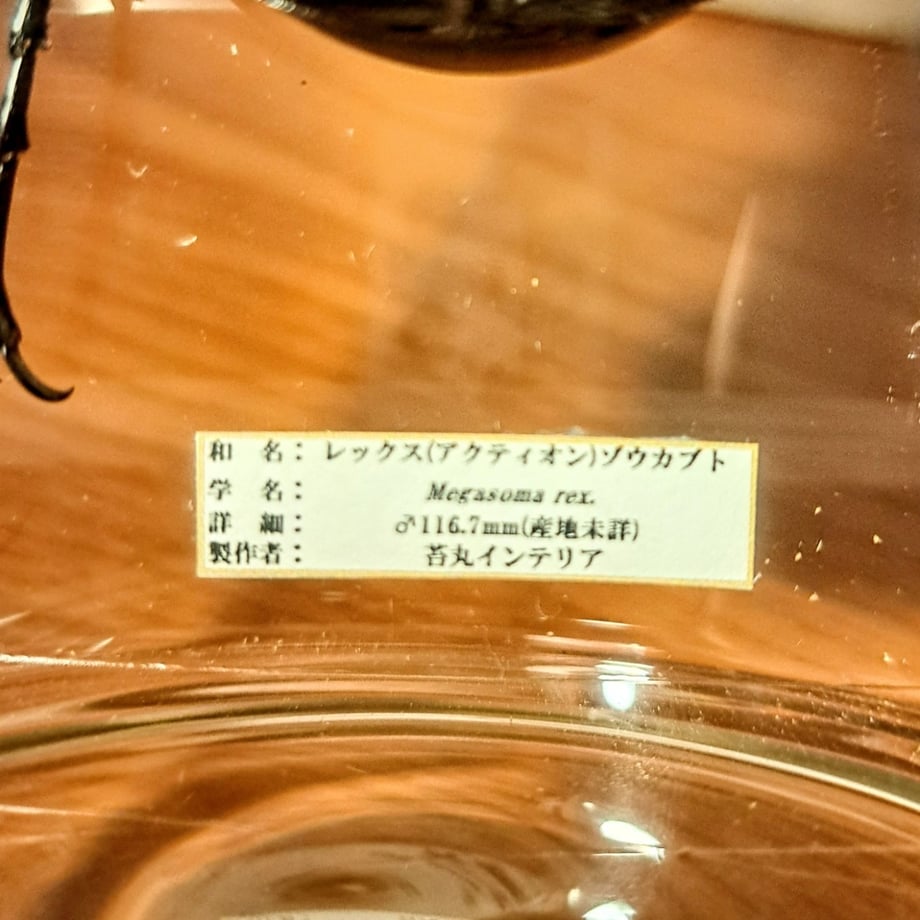 和　名： レックス(アクティオン)ゾウカブト
学　名： Megasoma rex.
詳　細： ♂116.7mm(産地未詳)
製作者： 苔丸インテリア